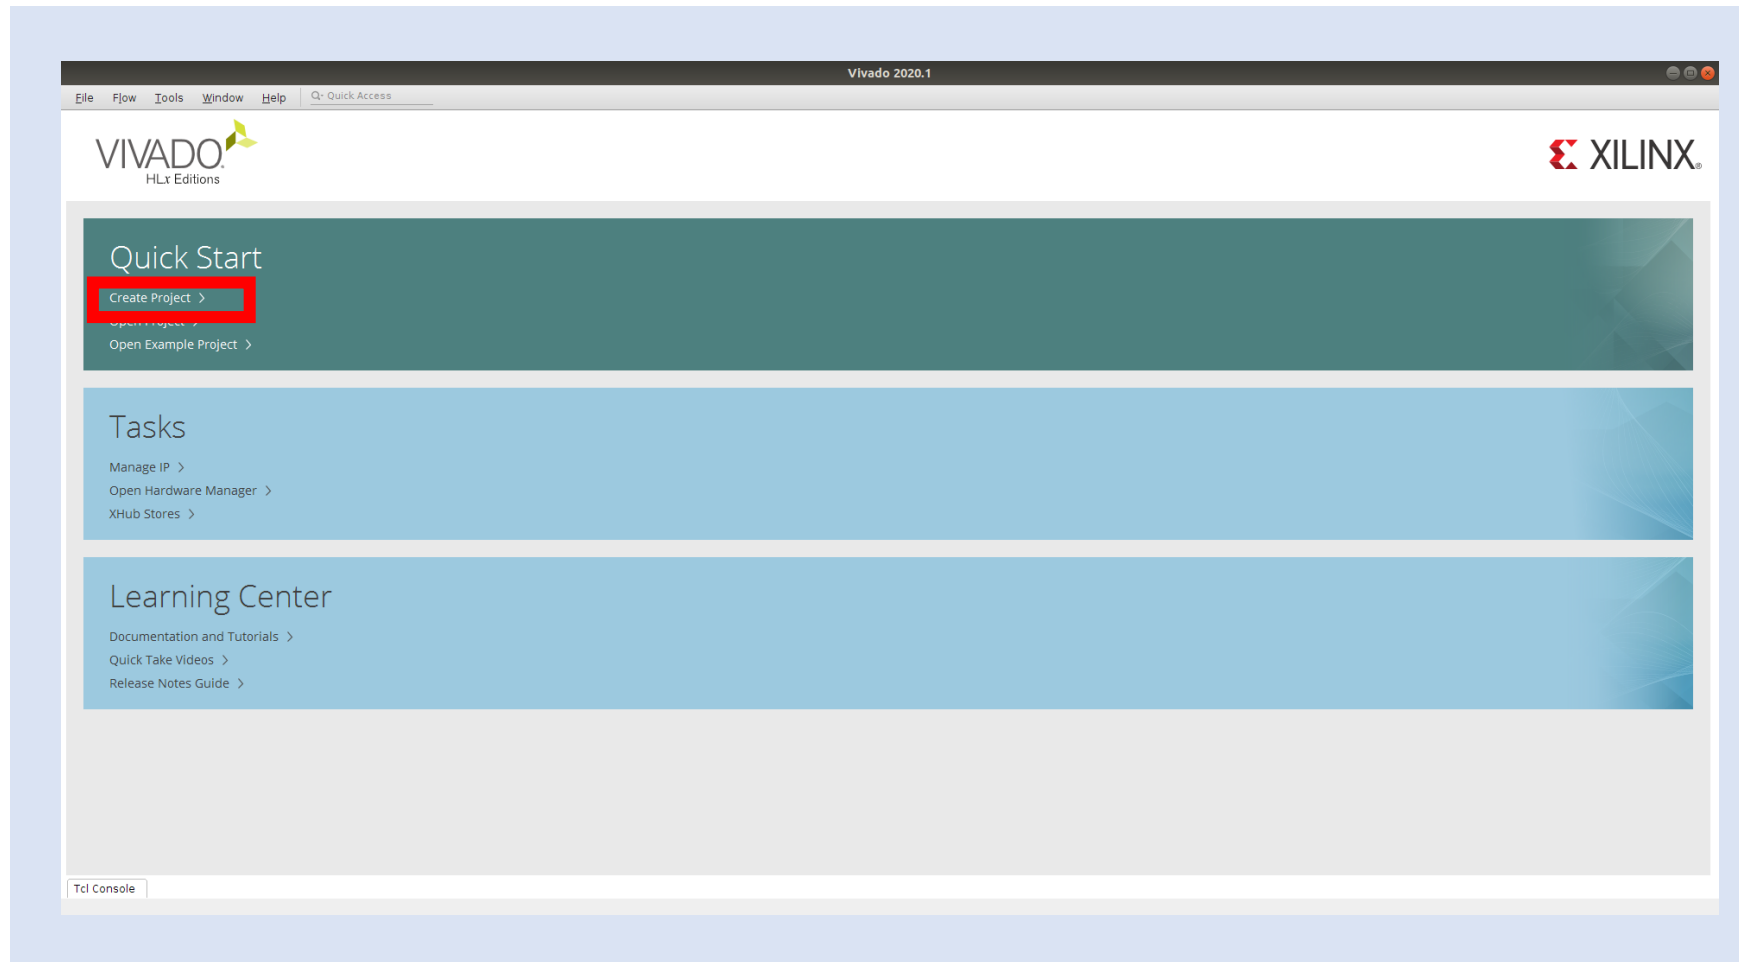 Vivado 2020.1
File Flow Tools Window Help Quick Access
VIVADO.
HLx Editions
XILINX®
Quick Start
Create Project >
Open Project >
Open Example Project >
Tasks
Manage IP >
Open Hardware Manager >
XHub Stores >
Learning Center
Documentation and Tutorials >
Quick Take Videos >
Release Notes Guide >
Tcl Console